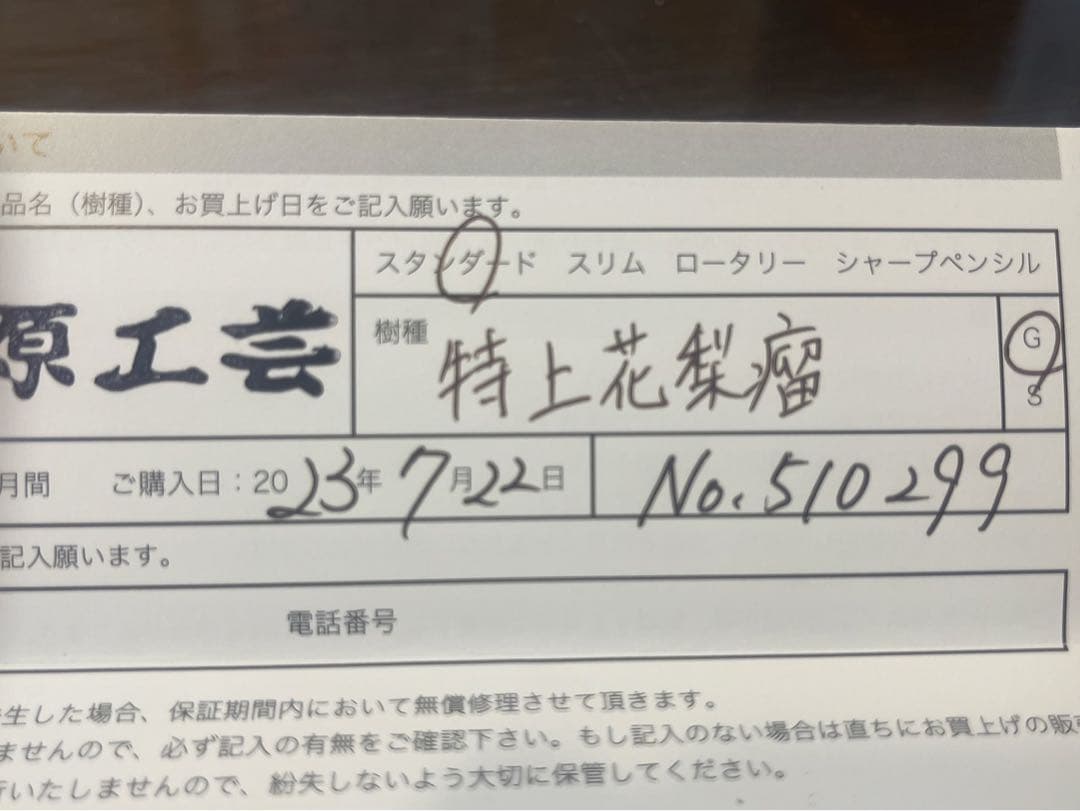 いて
品名（樹種）、お買上げ日をご記入願います。
スタンダード　スリム　ロータリー　シャープペンシル
原工芸
樹種 特上花梨瘤
G
S
月間　ご購入日：2023年7月22日　No.510299
記入願います。
電話番号
生した場合、保証期間内において無償修理させて頂きます。
ませんので、必ず記入の有無をご確認下さい。もし記入のない場合は直ちにお買上げの販
いたしませんので、紛失しないよう大切に保管してください。